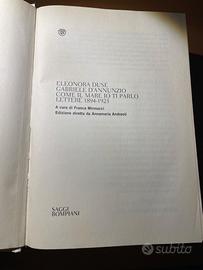 ELEONORA DUSE
GABRIELE D'ANNUNZIO
COME IL MARE IO TI PARLO
LETTERE 1894-1923
A cura di Franca Minnucci
Edizione diretta da Annamaria Andreoli
SAGGI
BOMPIANI
subito